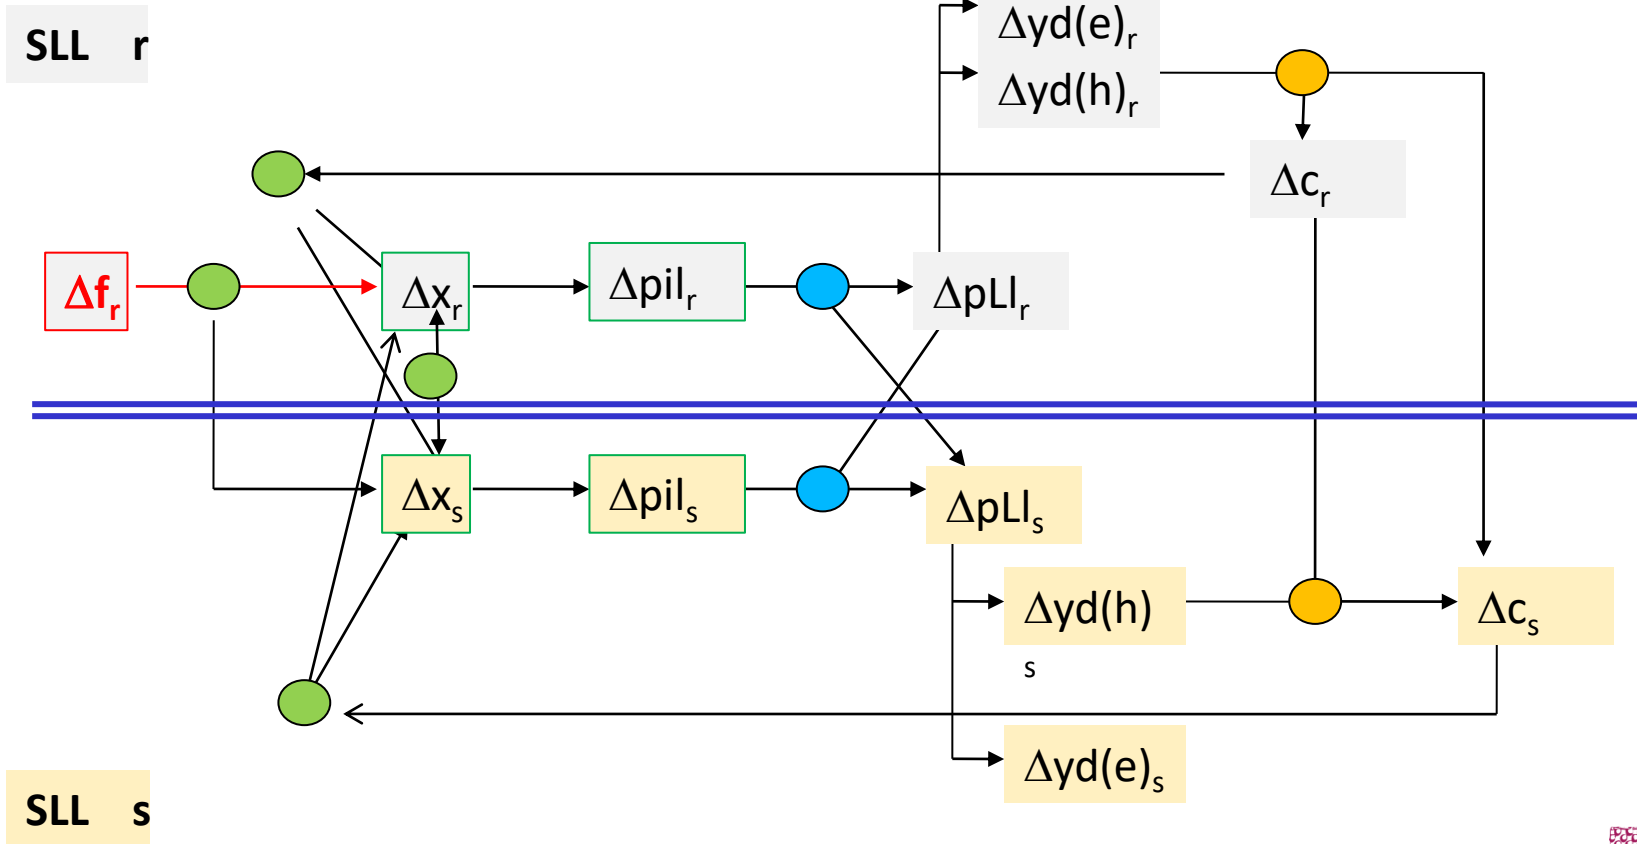 SLL r
Δyd(e)r
Δyd(h)r
Δcr
Δfr
Δxr
Δpilr
ΔpLlr
Δxs
Δpils
ΔpLls
Δyd(h)
s
Δcs
Δyd(e)s
SLL s